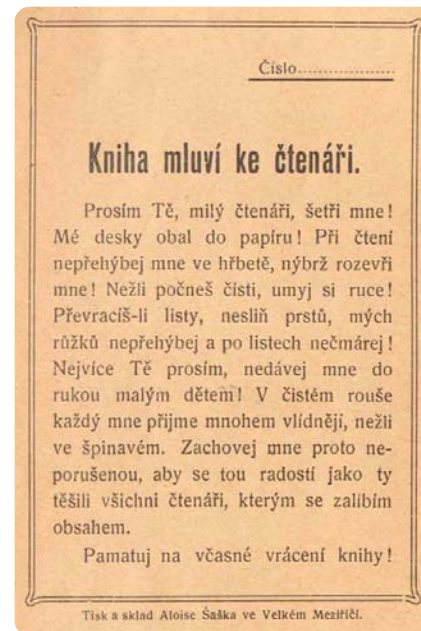 Číslo...................
Kniha mluví ke čtenáři.
Prosím Tě, milý čtenáři, šetři mne!
Mé desky obal do papíru! Při čtení
nepřehýbej mne ve hřbetě, nýbrž rozevři
mne! Nežli počneš čísti, umyj si ruce!
Převracíš-li listy, nesliň prstů, mých
růžků nepřehýbej a po listech nečmárej!
Nejvíce Tě prosím, nedávej mne do
rukou malým dětem! V čistém rouše
každý mne přijme mnohem vlídněji, nežli
ve špinavém. Zachovej mne proto ne-
porušenou, aby se tou radostí jako ty
těšili všichni čtenáři, kterým se zalíbím
obsahem.
Pamatuj na včasné vrácení knihy!
Tisk a sklad Aloise Šaška ve Velkém Meziříčí.